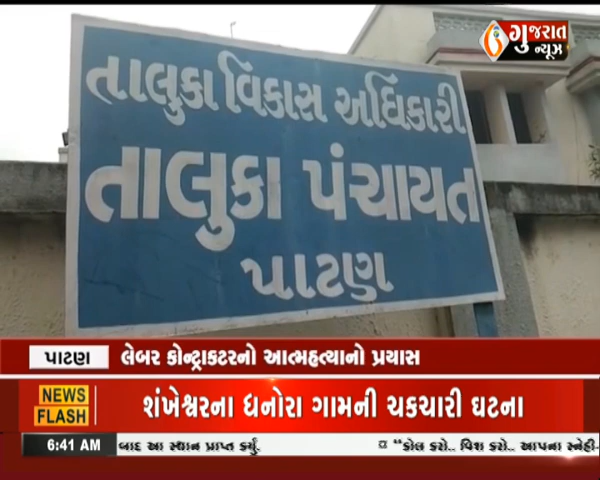 ગુજરાત
ન્યૂઝ
તાલુકા વિકાસ અધિકારી
તાલુકા પંચાયત
પાટણ
પાટણ લેબર કોન્ટ્રાકટરનો આત્મહત્યાનો પ્રયાસ
NEWS FLASH શંખેશ્વરના ધનોરા ગામની ચકચારી ઘટના
6:41 AM બાદ આ સ્થાન પ્રાપ્ત કર્યું. ¤ “કોલ કરો.. વિશ કરો.. આપના સ્નેહી.